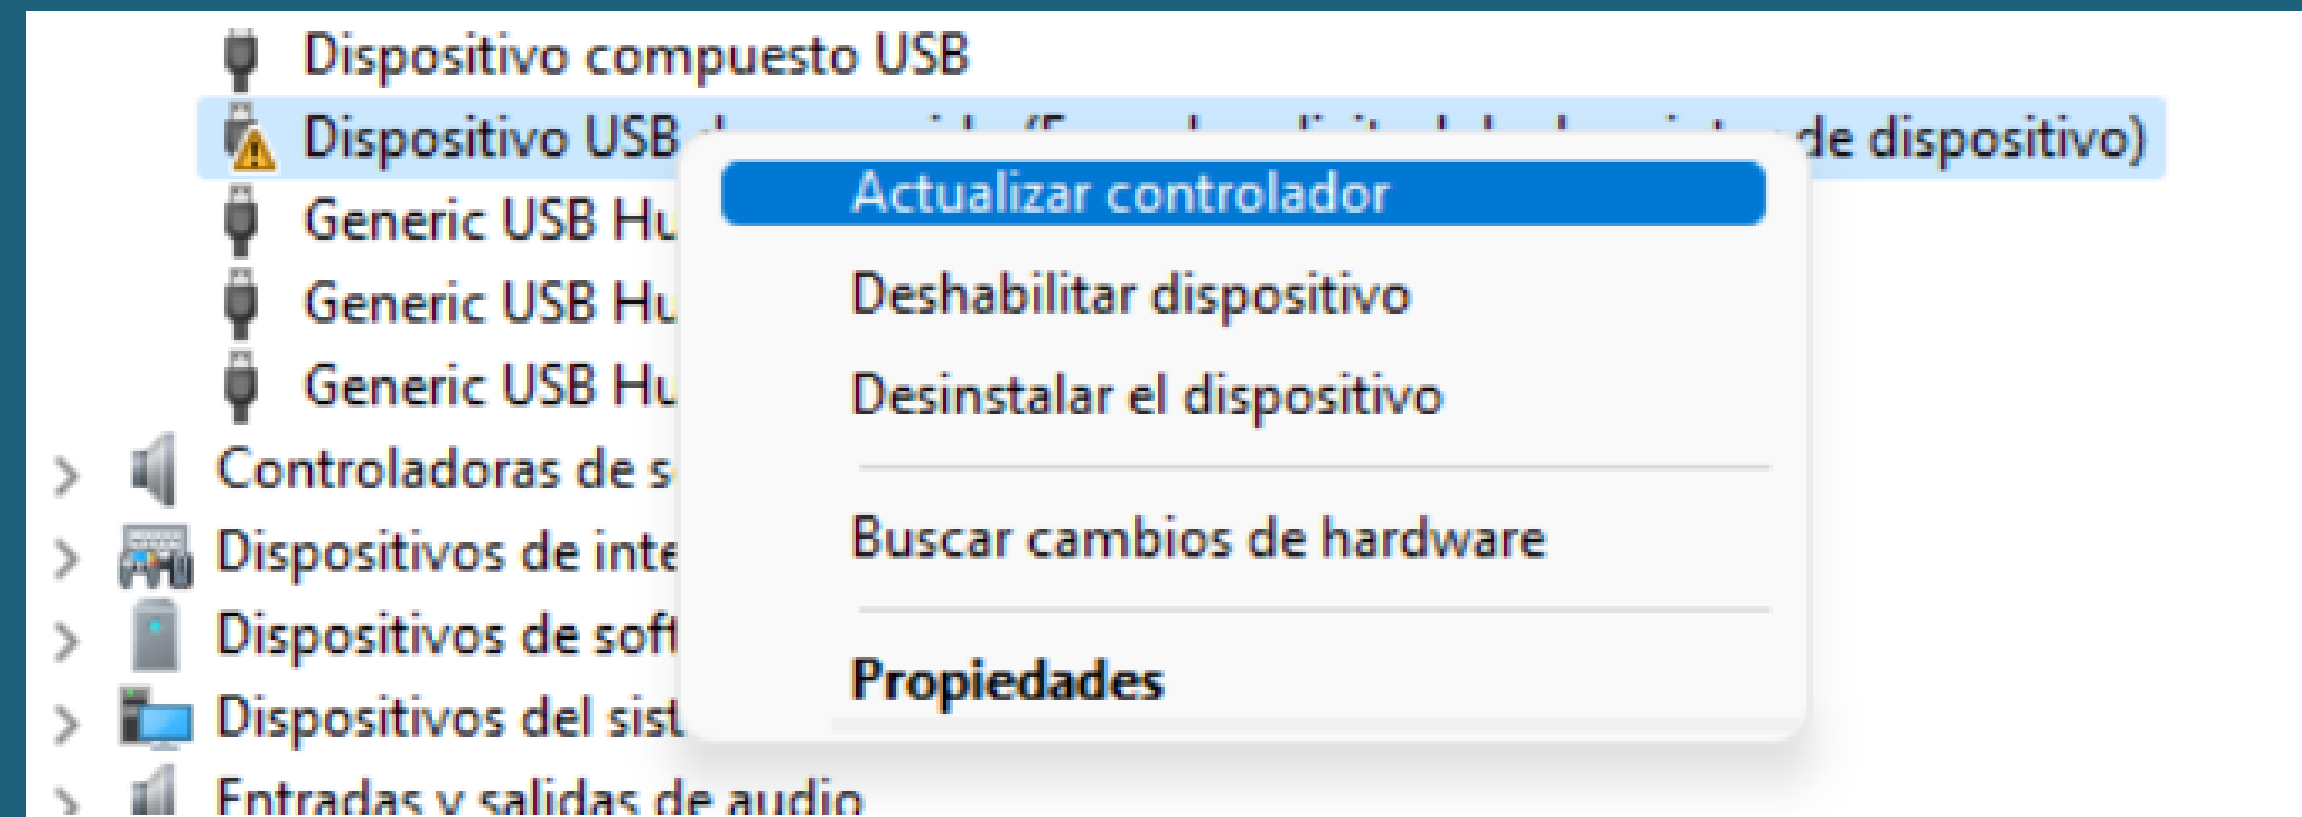 Dispositivo compuesto USB
Dispositivo USB de dispositivo)
Actualizar controlador
Generic USB Hu
Deshabilitar dispositivo
Generic USB Hu
Desinstalar el dispositivo
Generic USB Hu
Controladoras de s
Buscar cambios de hardware
Dispositivos de inte
Dispositivos de soft
Propiedades
Dispositivos del sist
Entradas y salidas de audio